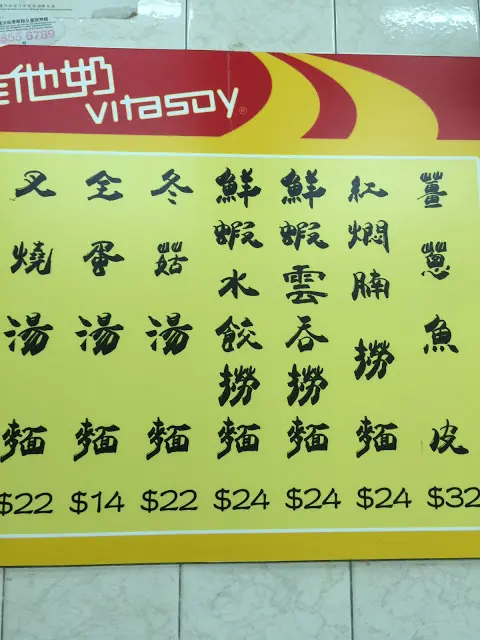 855 6789
他奶
vitasoy®
薑蔥魚皮
$32
紅燜腩撈麵
$24
鮮蝦雲吞撈麵
$24
鮮蝦水餃撈麵
$24
冬菇湯麵
$22
全蛋湯麵
$14
叉燒湯麵
$22